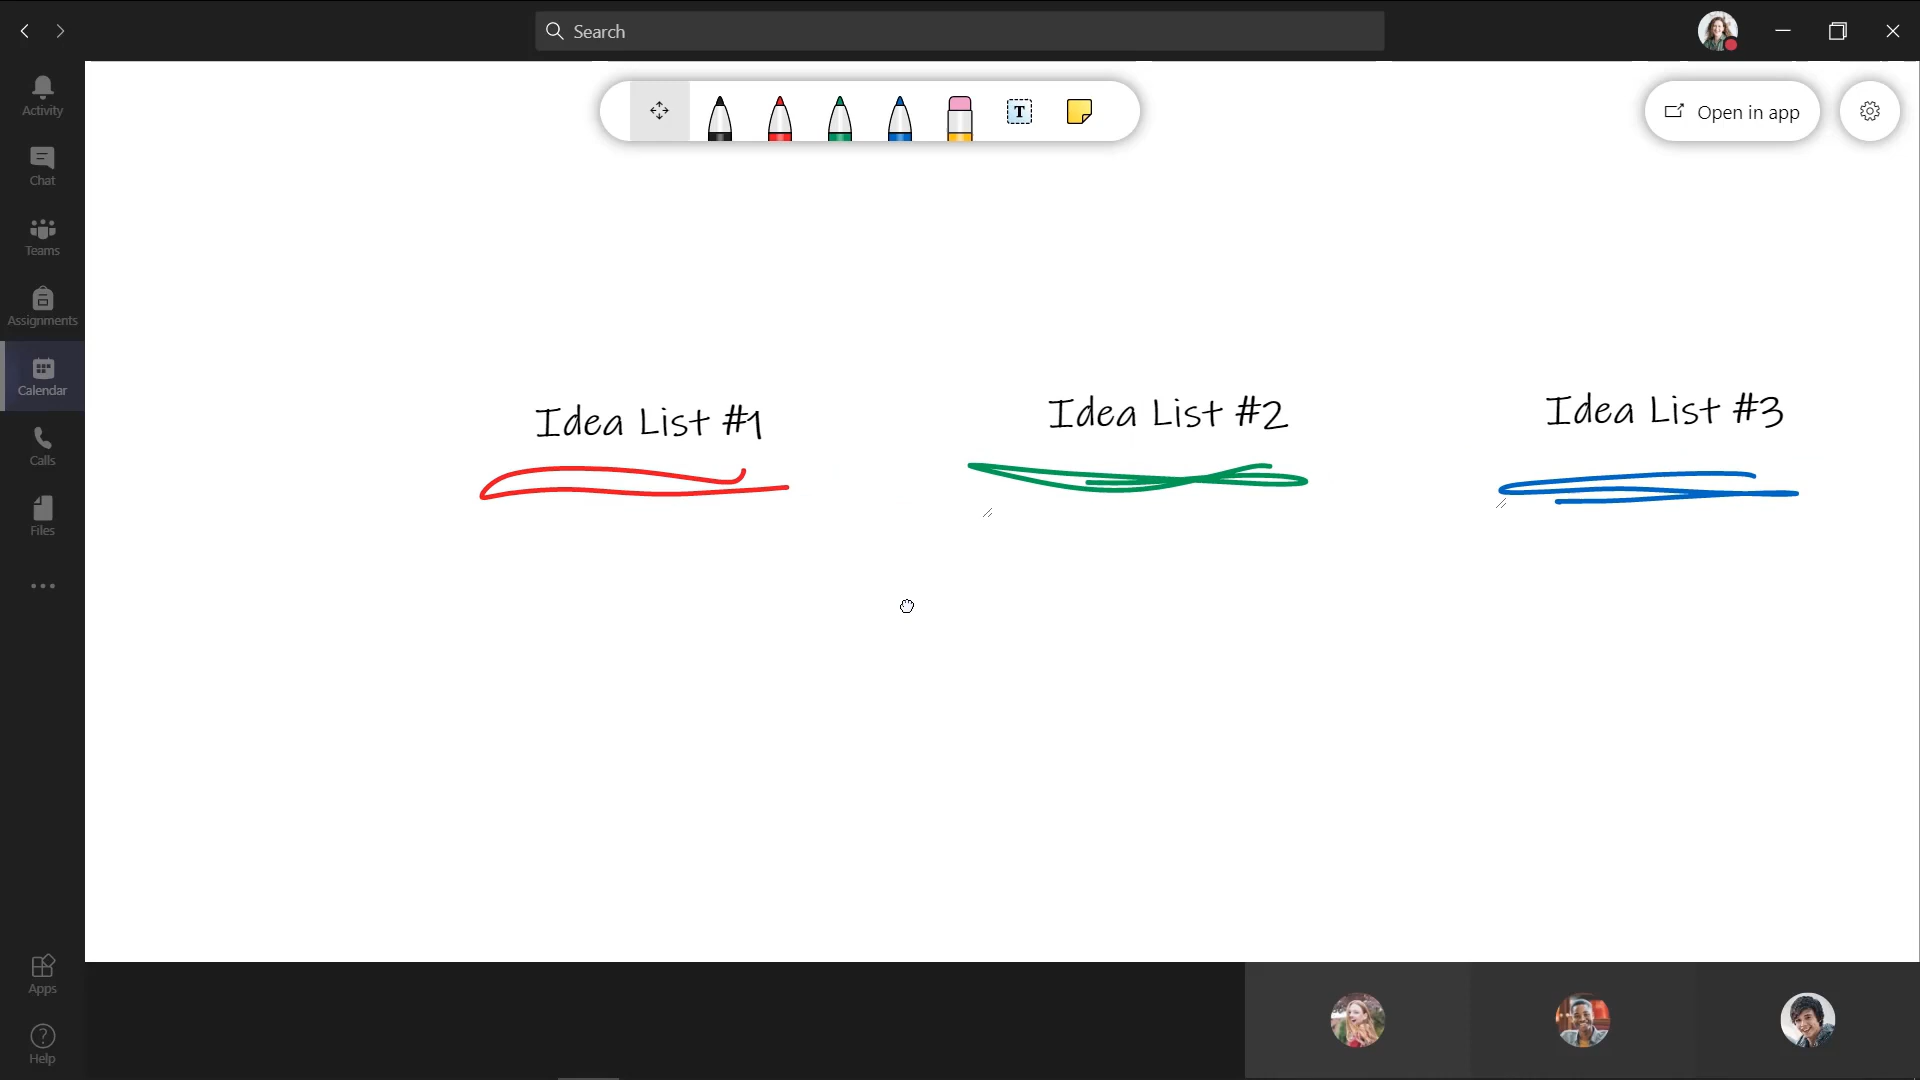 Search
Activity
Chat
Teams
Assignments
Calendar
Calls
Files
Apps
Help
T
Open in app
Idea List #1
Idea List #2
Idea List #3